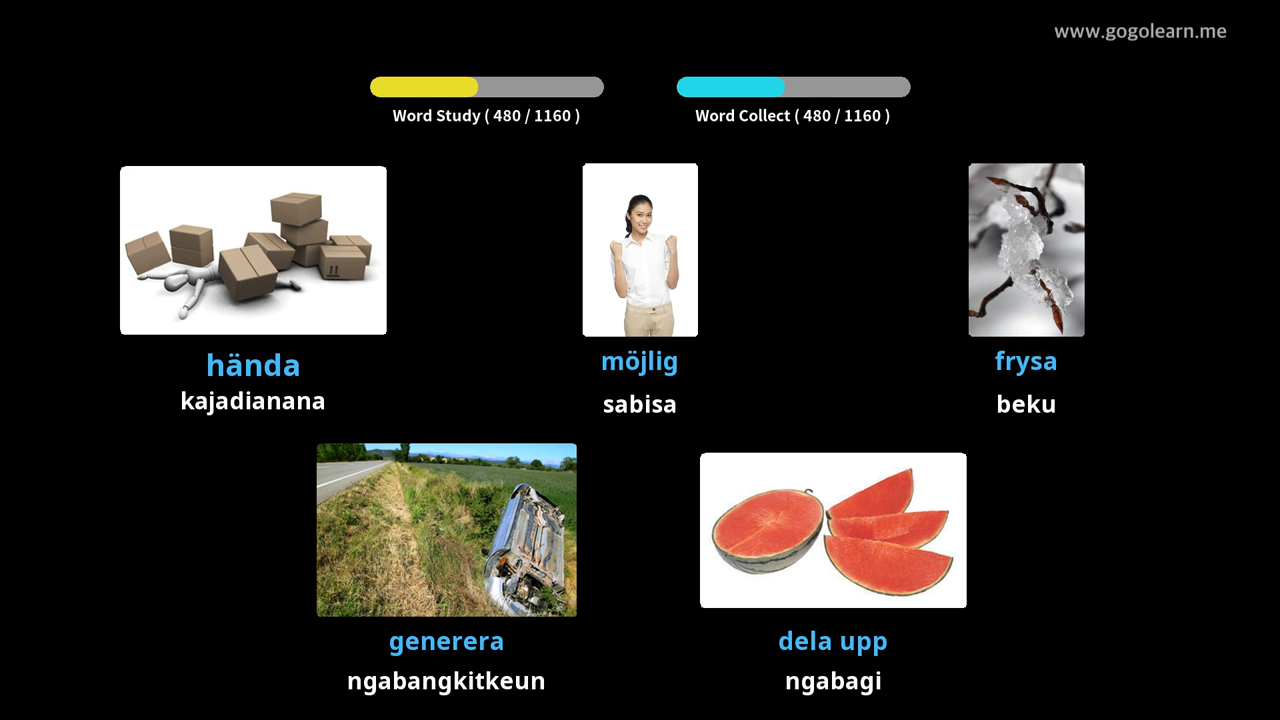 www.gogolearn.me
Word Study ( 480 / 1160 )
Word Collect ( 480 / 1160 )
hända
kajadianana
möjlig
sabisa
frysa
beku
generera
ngabangkitkeun
dela upp
ngabagi